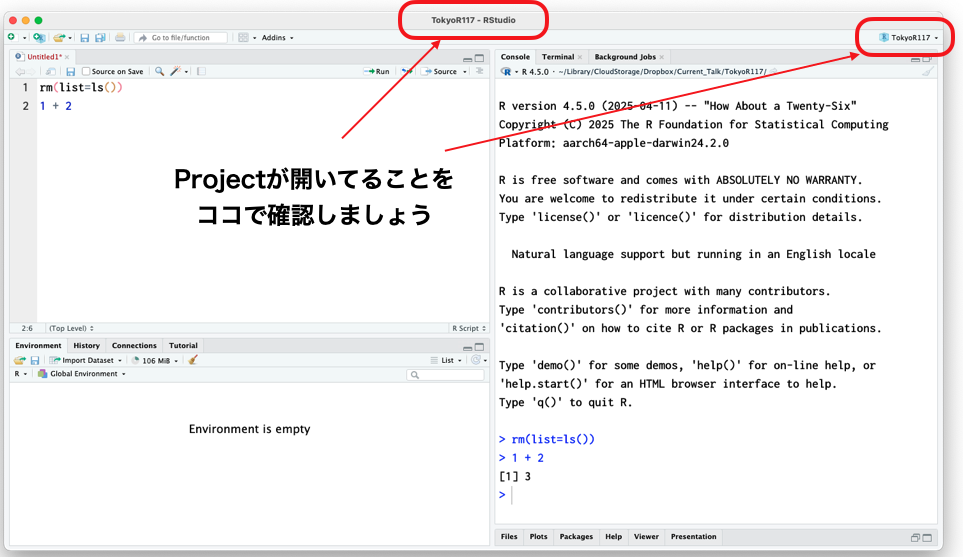 TokyoR117 - RStudio
Go to file/function
Addins
TokyoR117
Untitled1*
Source on Save
Run
Source
1 rm(list=ls())
2 1 + 2
Projectが開いてることを
ココで確認しましょう
2:6 (Top Level) R Script
Environment History Connections Tutorial
Import Dataset 106 MiB List
R Global Environment
Environment is empty
Console Terminal Background Jobs
R 4.5.0 · ~/Library/CloudStorage/Dropbox/Current_Talk/TokyoR117/
R version 4.5.0 (2025-04-11) -- "How About a Twenty-Six"
Copyright (C) 2025 The R Foundation for Statistical Computing
Platform: aarch64-apple-darwin24.2.0
R is free software and comes with ABSOLUTELY NO WARRANTY.
You are welcome to redistribute it under certain conditions.
Type 'license()' or 'licence()' for distribution details.
Natural language support but running in an English locale
R is a collaborative project with many contributors.
Type 'contributors()' for more information and
'citation()' on how to cite R or R packages in publications.
Type 'demo()' for some demos, 'help()' for on-line help, or
'help.start()' for an HTML browser interface to help.
Type 'q()' to quit R.
> rm(list=ls())
> 1 + 2
[1] 3
>
Files Plots Packages Help Viewer Presentation